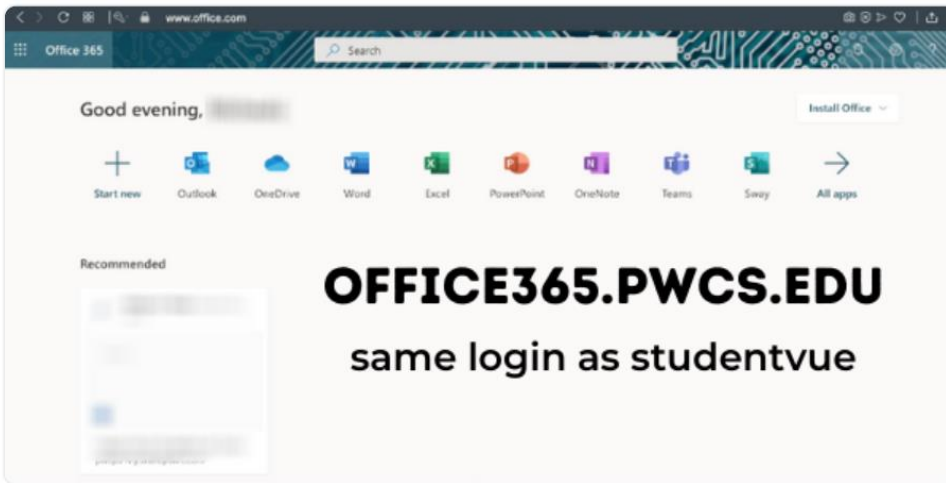 www.office.com
Office 365
Search
Good evening,
Install Office
Start new
Outlook
OneDrive
Word
Excel
PowerPoint
OneNote
Teams
Sway
All apps
Recommended
OFFICE365.PWCS.EDU
same login as studentvue